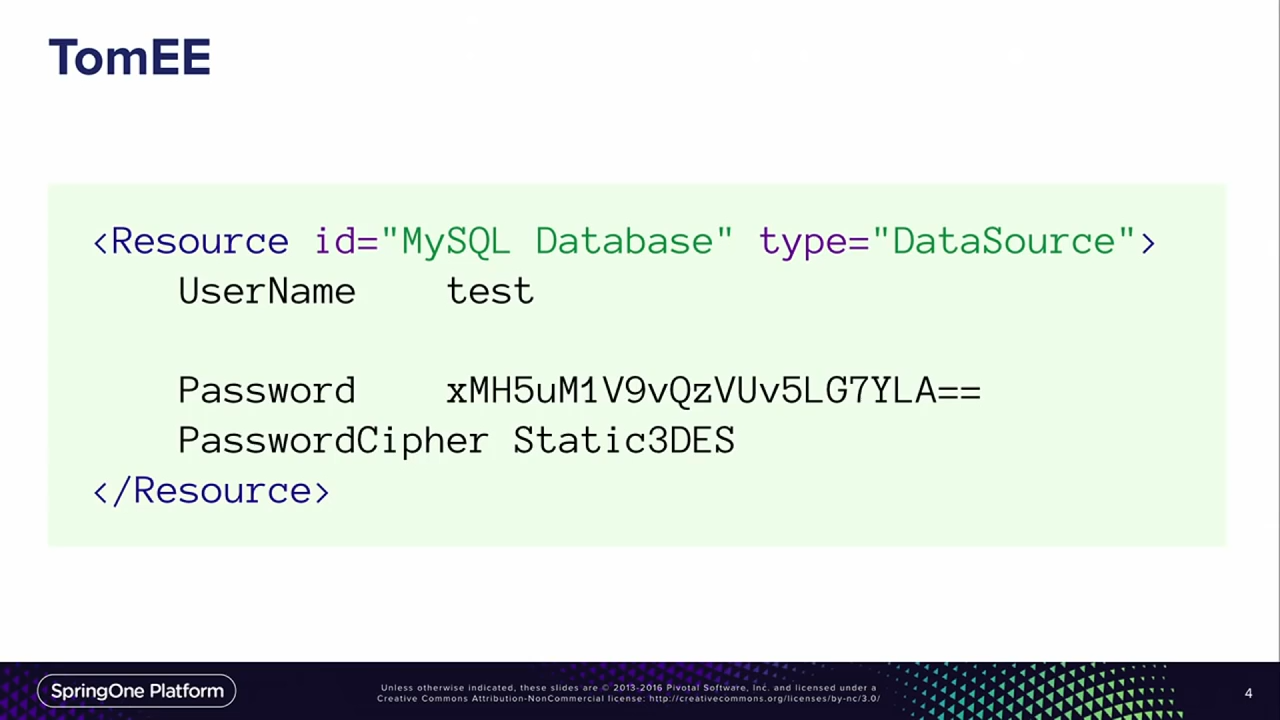 TomEE
<Resource id="MySQL Database" type="DataSource">
UserName test
Password xMH5uM1V9vQzVUv5LG7YLA==
PasswordCipher Static3DES
</Resource>
SpringOne Platform
Unless otherwise indicated, these slides are © 2013-2016 Pivotal Software, Inc. and licensed under a
Creative Commons Attribution-NonCommercial license: http://creativecommons.org/licenses/by-nc/3.0/
4